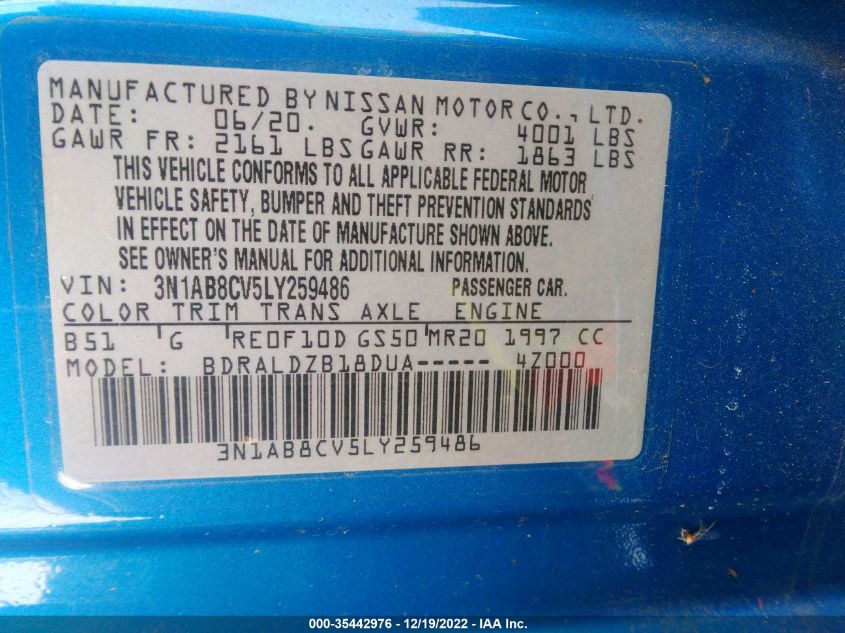 MANUFACTURED BY NISSAN MOTOR CO., LTD.
DATE: 06/20. GVWR: 4001 LBS
GAWR FR: 2161 LBS GAWR RR: 1863 LBS
THIS VEHICLE CONFORMS TO ALL APPLICABLE FEDERAL MOTOR
VEHICLE SAFETY, BUMPER AND THEFT PREVENTION STANDARDS
IN EFFECT ON THE DATE OF MANUFACTURE SHOWN ABOVE.
SEE OWNER'S MANUAL FOR ADDITIONAL INFORMATION.
VIN: 3N1AB8CV5LY259486 PASSENGER CAR.
COLOR TRIM TRANS AXLE ENGINE
B51 G RE0F10D GS50 MR20 1997 CC
MODEL: BDRALDZB18DUA----- 4Z000
3N1AB8CV5LY259486
000-35442976 - 12/19/2022 - IAA Inc.